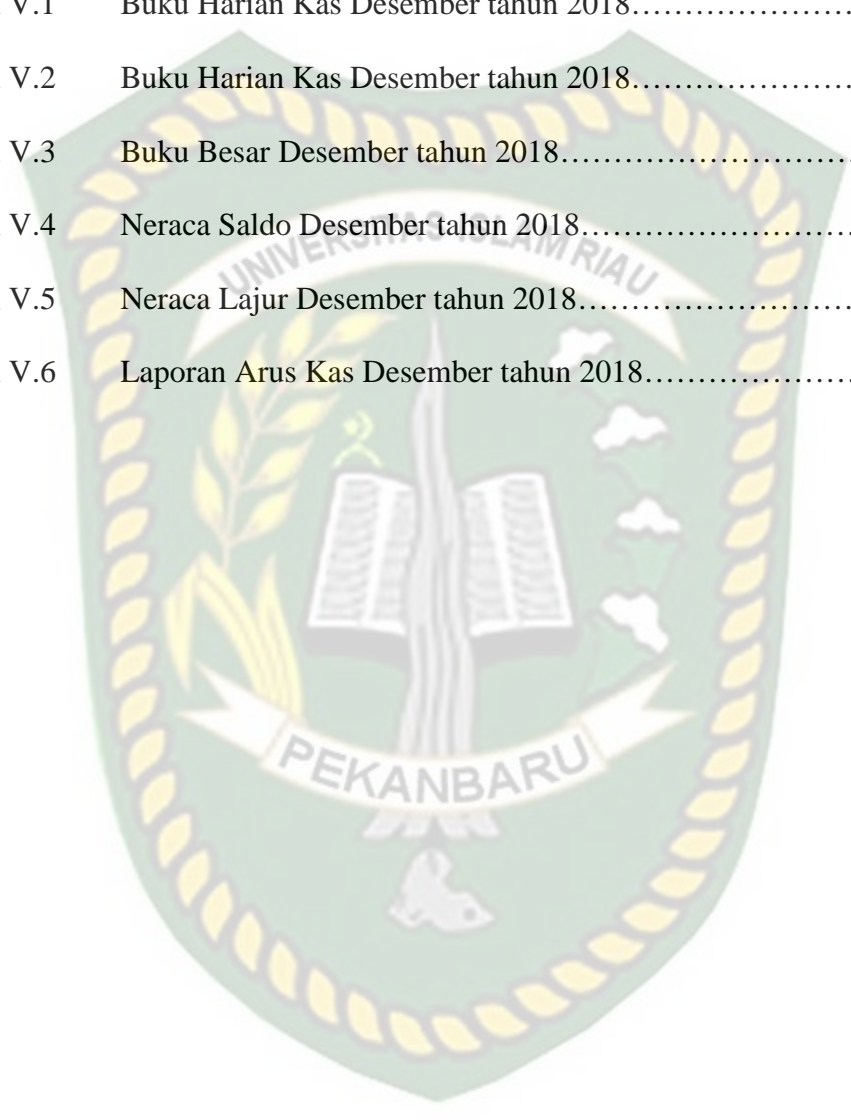 V.1 Buku Harian Kas Desember tahun 2018……………………
V.2 Buku Harian Kas Desember tahun 2018……………………
V.3 Buku Besar Desember tahun 2018……………………………
V.4 Neraca Saldo Desember tahun 2018…………………………
UNIVERSITAS ISLAM RIAU
V.5 Neraca Lajur Desember tahun 2018…………………………
V.6 Laporan Arus Kas Desember tahun 2018……………………
PEKANBARU